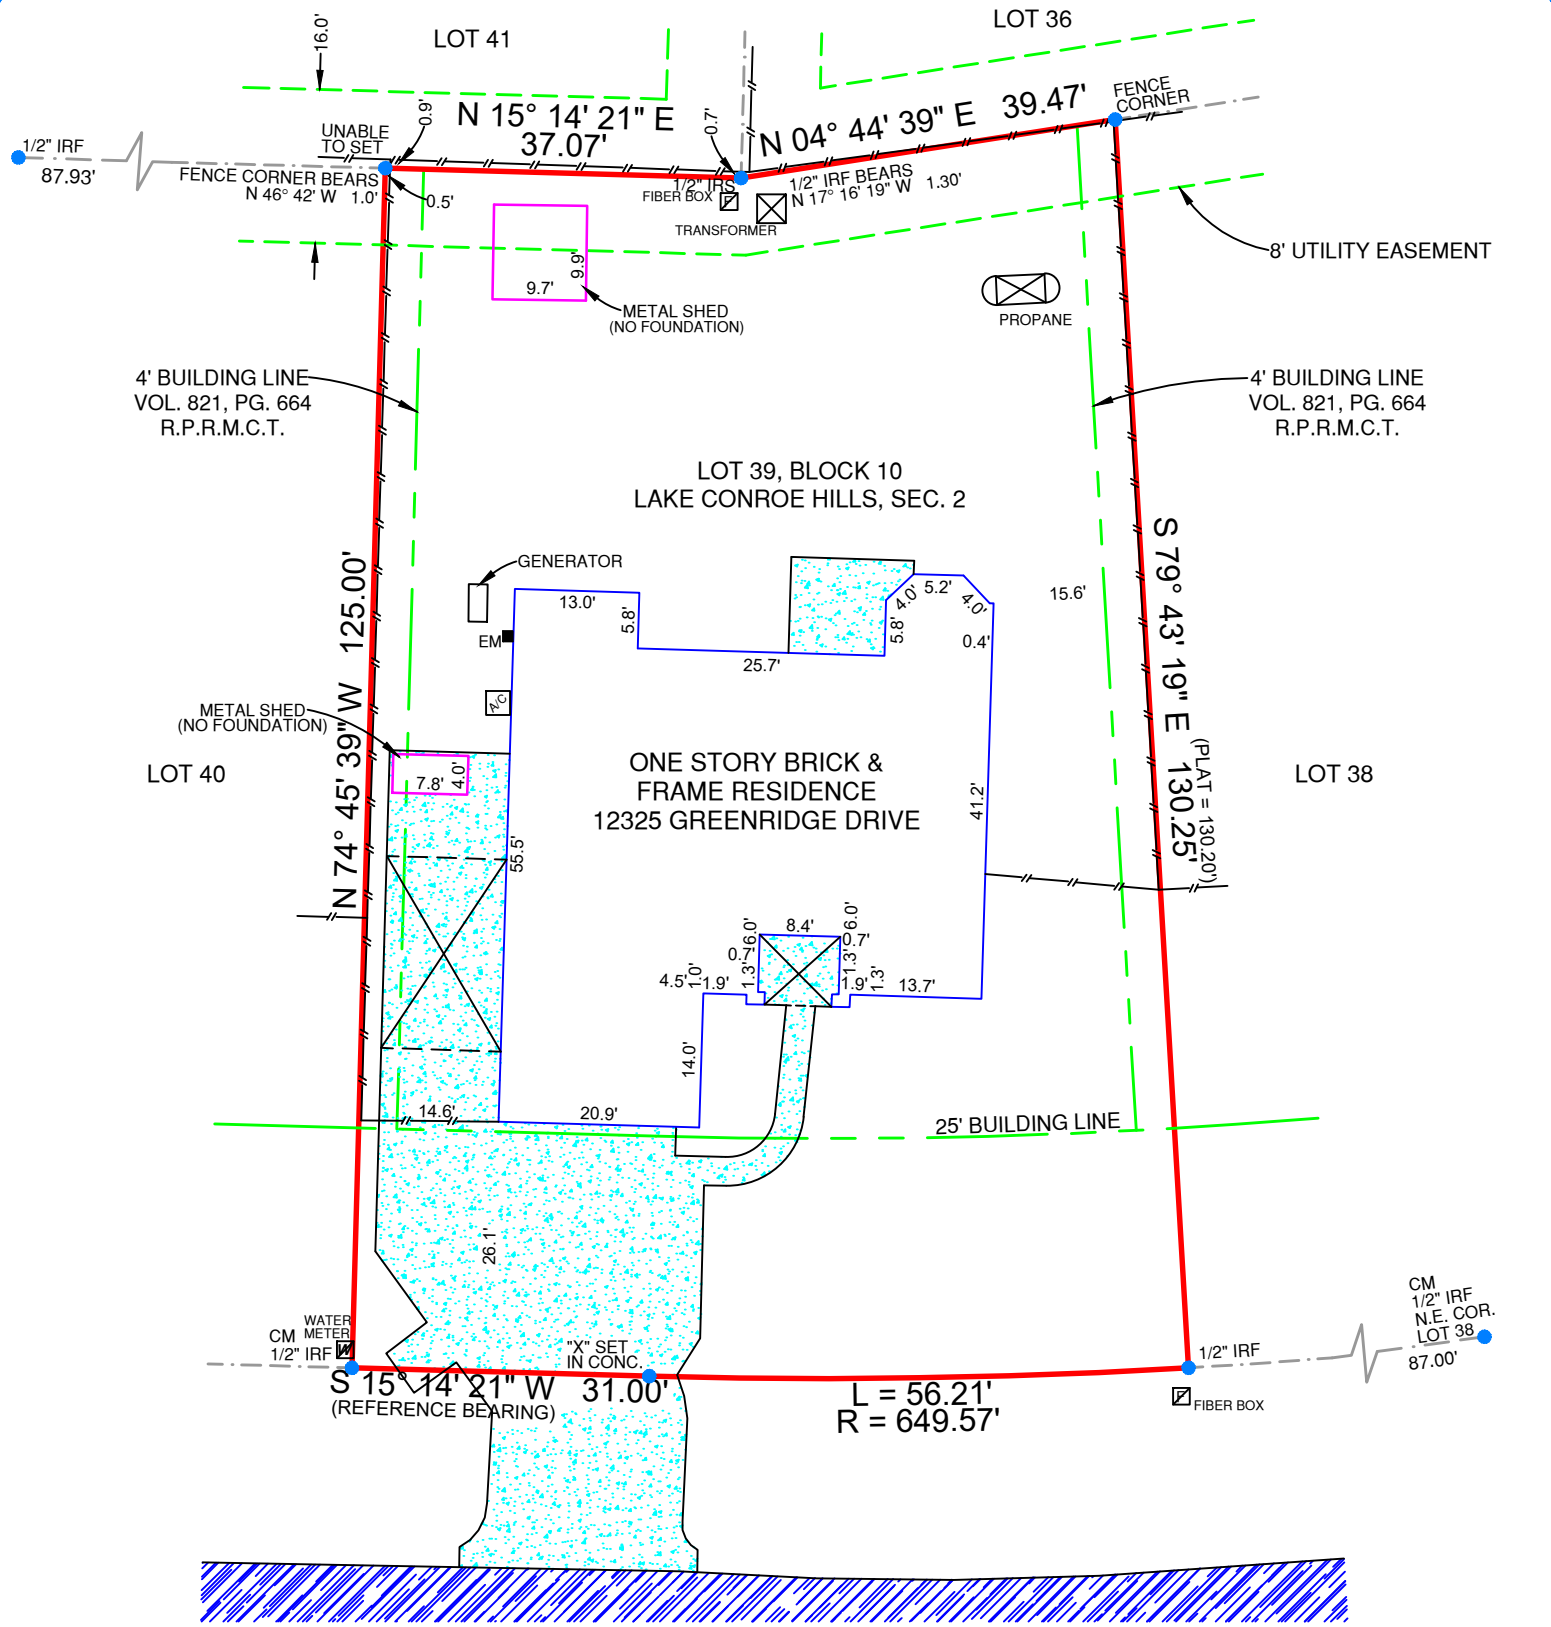 LOT 36
LOT 41
16.0'
FENCE
CORNER
0.9'
N 15° 14' 21" E
37.07'
0.7'
N 04° 44' 39" E 39.47'
UNABLE
TO SET
1/2" IRF
87.93'
FENCE CORNER BEARS
N 46° 42' W 1.0'
0.5'
1/2" IRS
FIBER BOX
F
1/2" IRF BEARS
N 17° 16' 19" W 1.30'
TRANSFORMER
8' UTILITY EASEMENT
9.9'
9.7'
METAL SHED
(NO FOUNDATION)
PROPANE
4' BUILDING LINE
VOL. 821, PG. 664
R.P.R.M.C.T.
4' BUILDING LINE
VOL. 821, PG. 664
R.P.R.M.C.T.
LOT 39, BLOCK 10
LAKE CONROE HILLS, SEC. 2
GENERATOR
13.0'
5.8'
25.7'
5.8'
4.0'
5.2'
4.0'
0.4'
15.6'
EM
A/C
N 74° 45' 39" W 125.00'
S 79° 43' 19" E 130.25'
(PLAT = 130.20')
METAL SHED
(NO FOUNDATION)
7.8'
4.0'
LOT 40
ONE STORY BRICK &
FRAME RESIDENCE
12325 GREENRIDGE DRIVE
LOT 38
41.2'
55.5'
6.0'
8.4'
6.0'
0.7'
0.7'
4.5'
1.0'
1.9'
1.3'
1.3'
1.9'
1.3'
13.7'
14.0'
14.6'
20.9'
25' BUILDING LINE
26.1'
WATER
METER
W
CM
1/2" IRF
"X" SET
IN CONC.
S 15° 14' 21" W 31.00'
(REFERENCE BEARING)
L = 56.21'
R = 649.57'
1/2" IRF
F
FIBER BOX
CM
1/2" IRF
N.E. COR.
LOT 38
87.00'